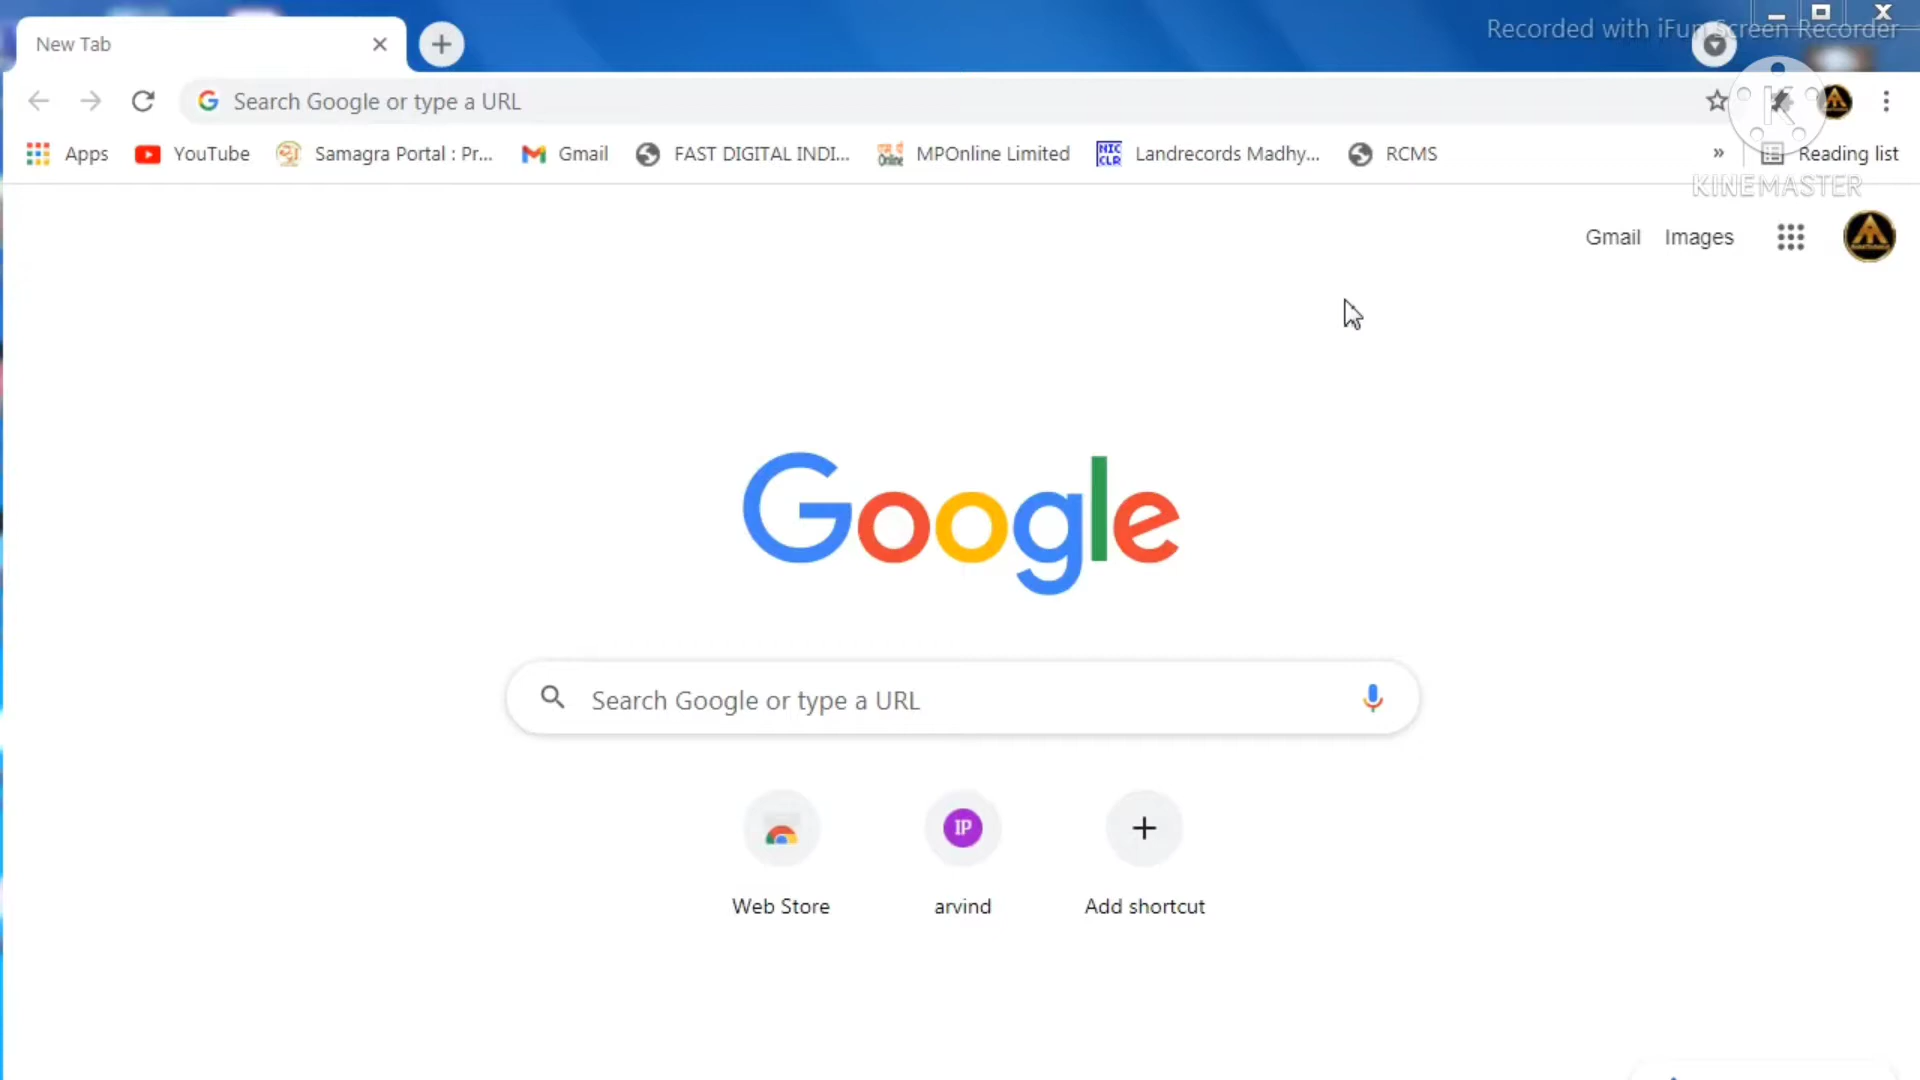 Recorded with iFun Screen Recorder
New Tab
Search Google or type a URL
Apps YouTube Samagra Portal : Pr... Gmail FAST DIGITAL INDI... MPOnline Limited NIC CLR Landrecords Madhy... RCMS » Reading list
KINEMASTER
Gmail Images
Google
Search Google or type a URL
IP
Web Store arvind Add shortcut